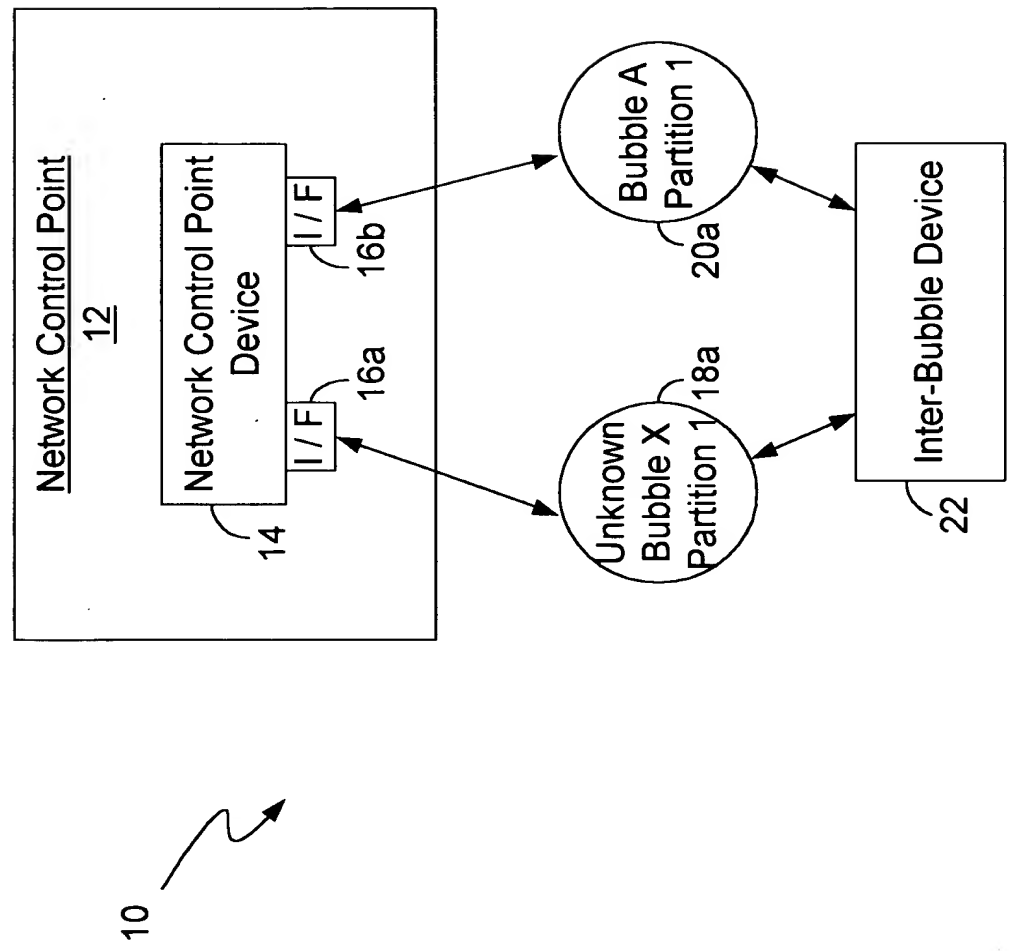 10
Network Control Point
12
Network Control Point
Device
14
I / F
16a
I / F
16b
Unknown
Bubble X
Partition 1
18a
Bubble A
Partition 1
20a
Inter-Bubble Device
22